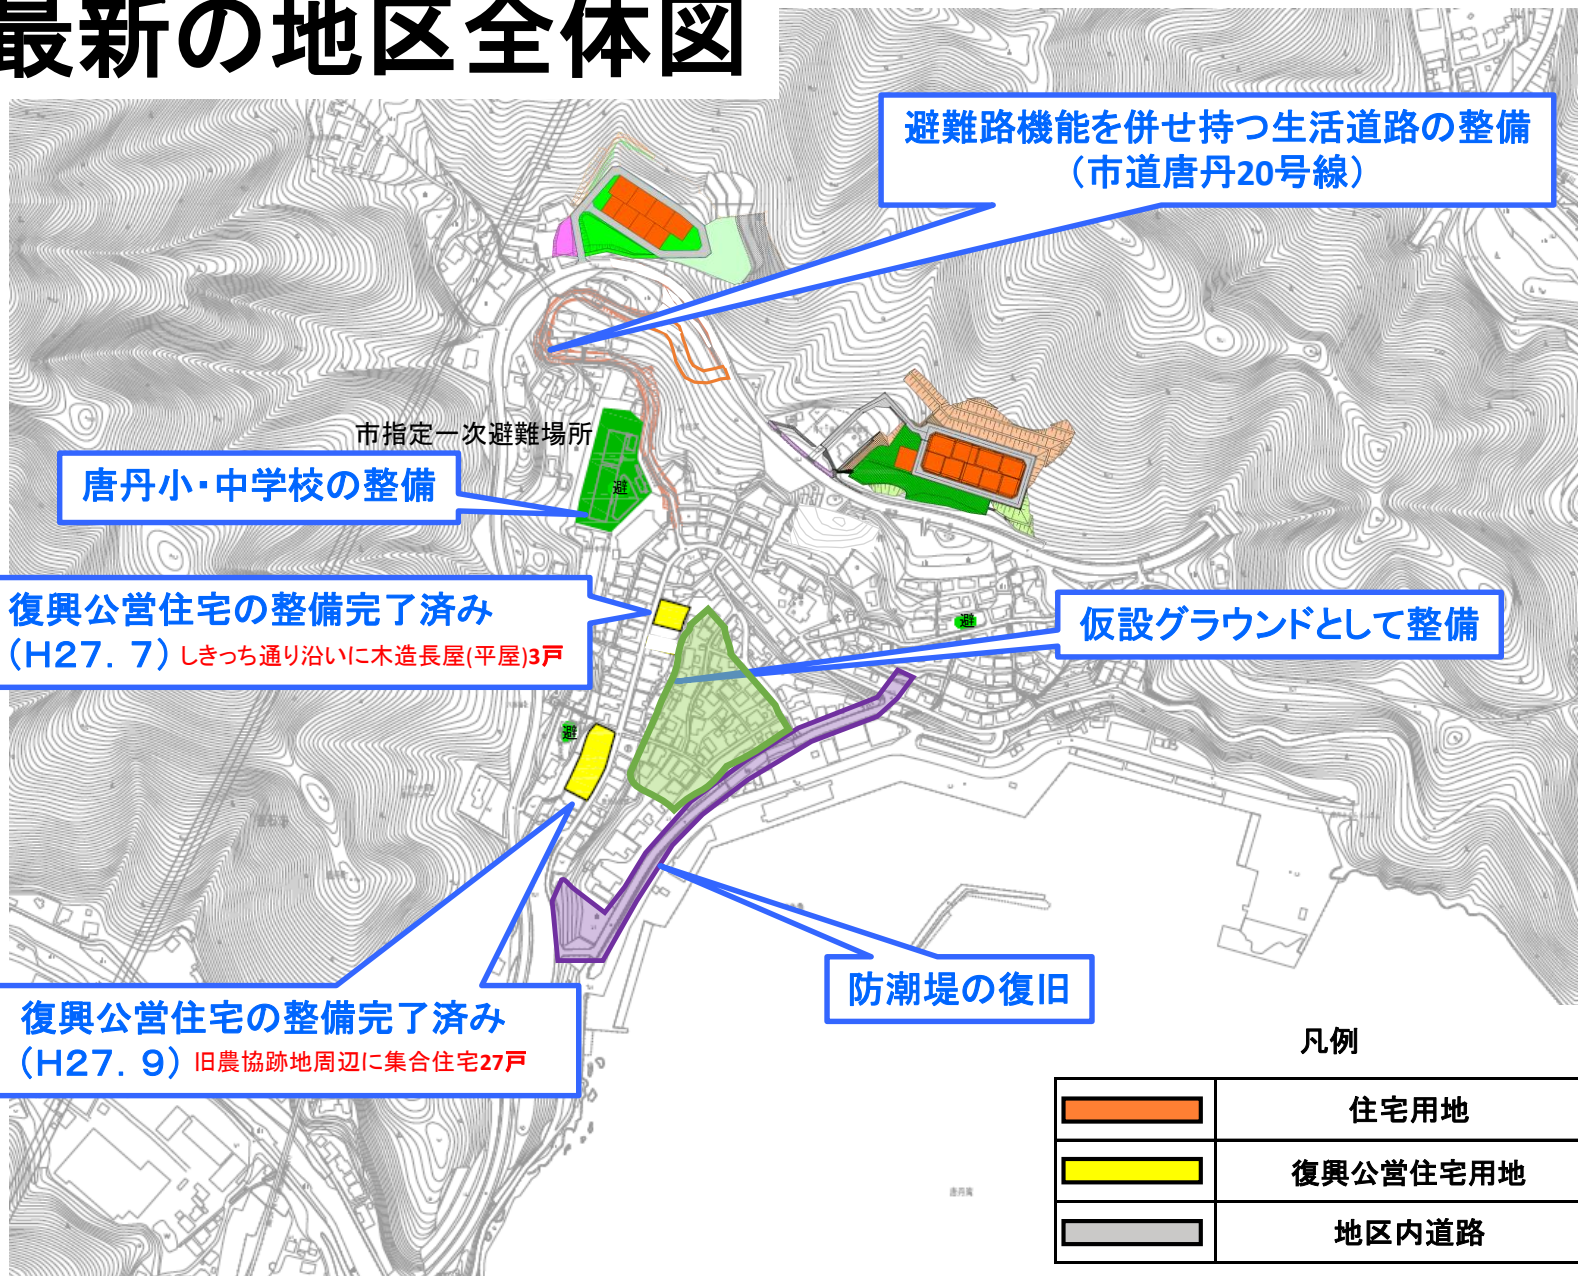 最新の地区全体図
避難路機能を併せ持つ生活道路の整備
（市道唐丹20号線）
市指定一次避難場所
唐丹小・中学校の整備
避
復興公営住宅の整備完了済み
（H27．7）しきっち通り沿いに木造長屋(平屋)3戸
避
仮設グラウンドとして整備
避
防潮堤の復旧
復興公営住宅の整備完了済み
（H27．9）旧農協跡地周辺に集合住宅27戸
唐丹湾
凡例
住宅用地
復興公営住宅用地
地区内道路